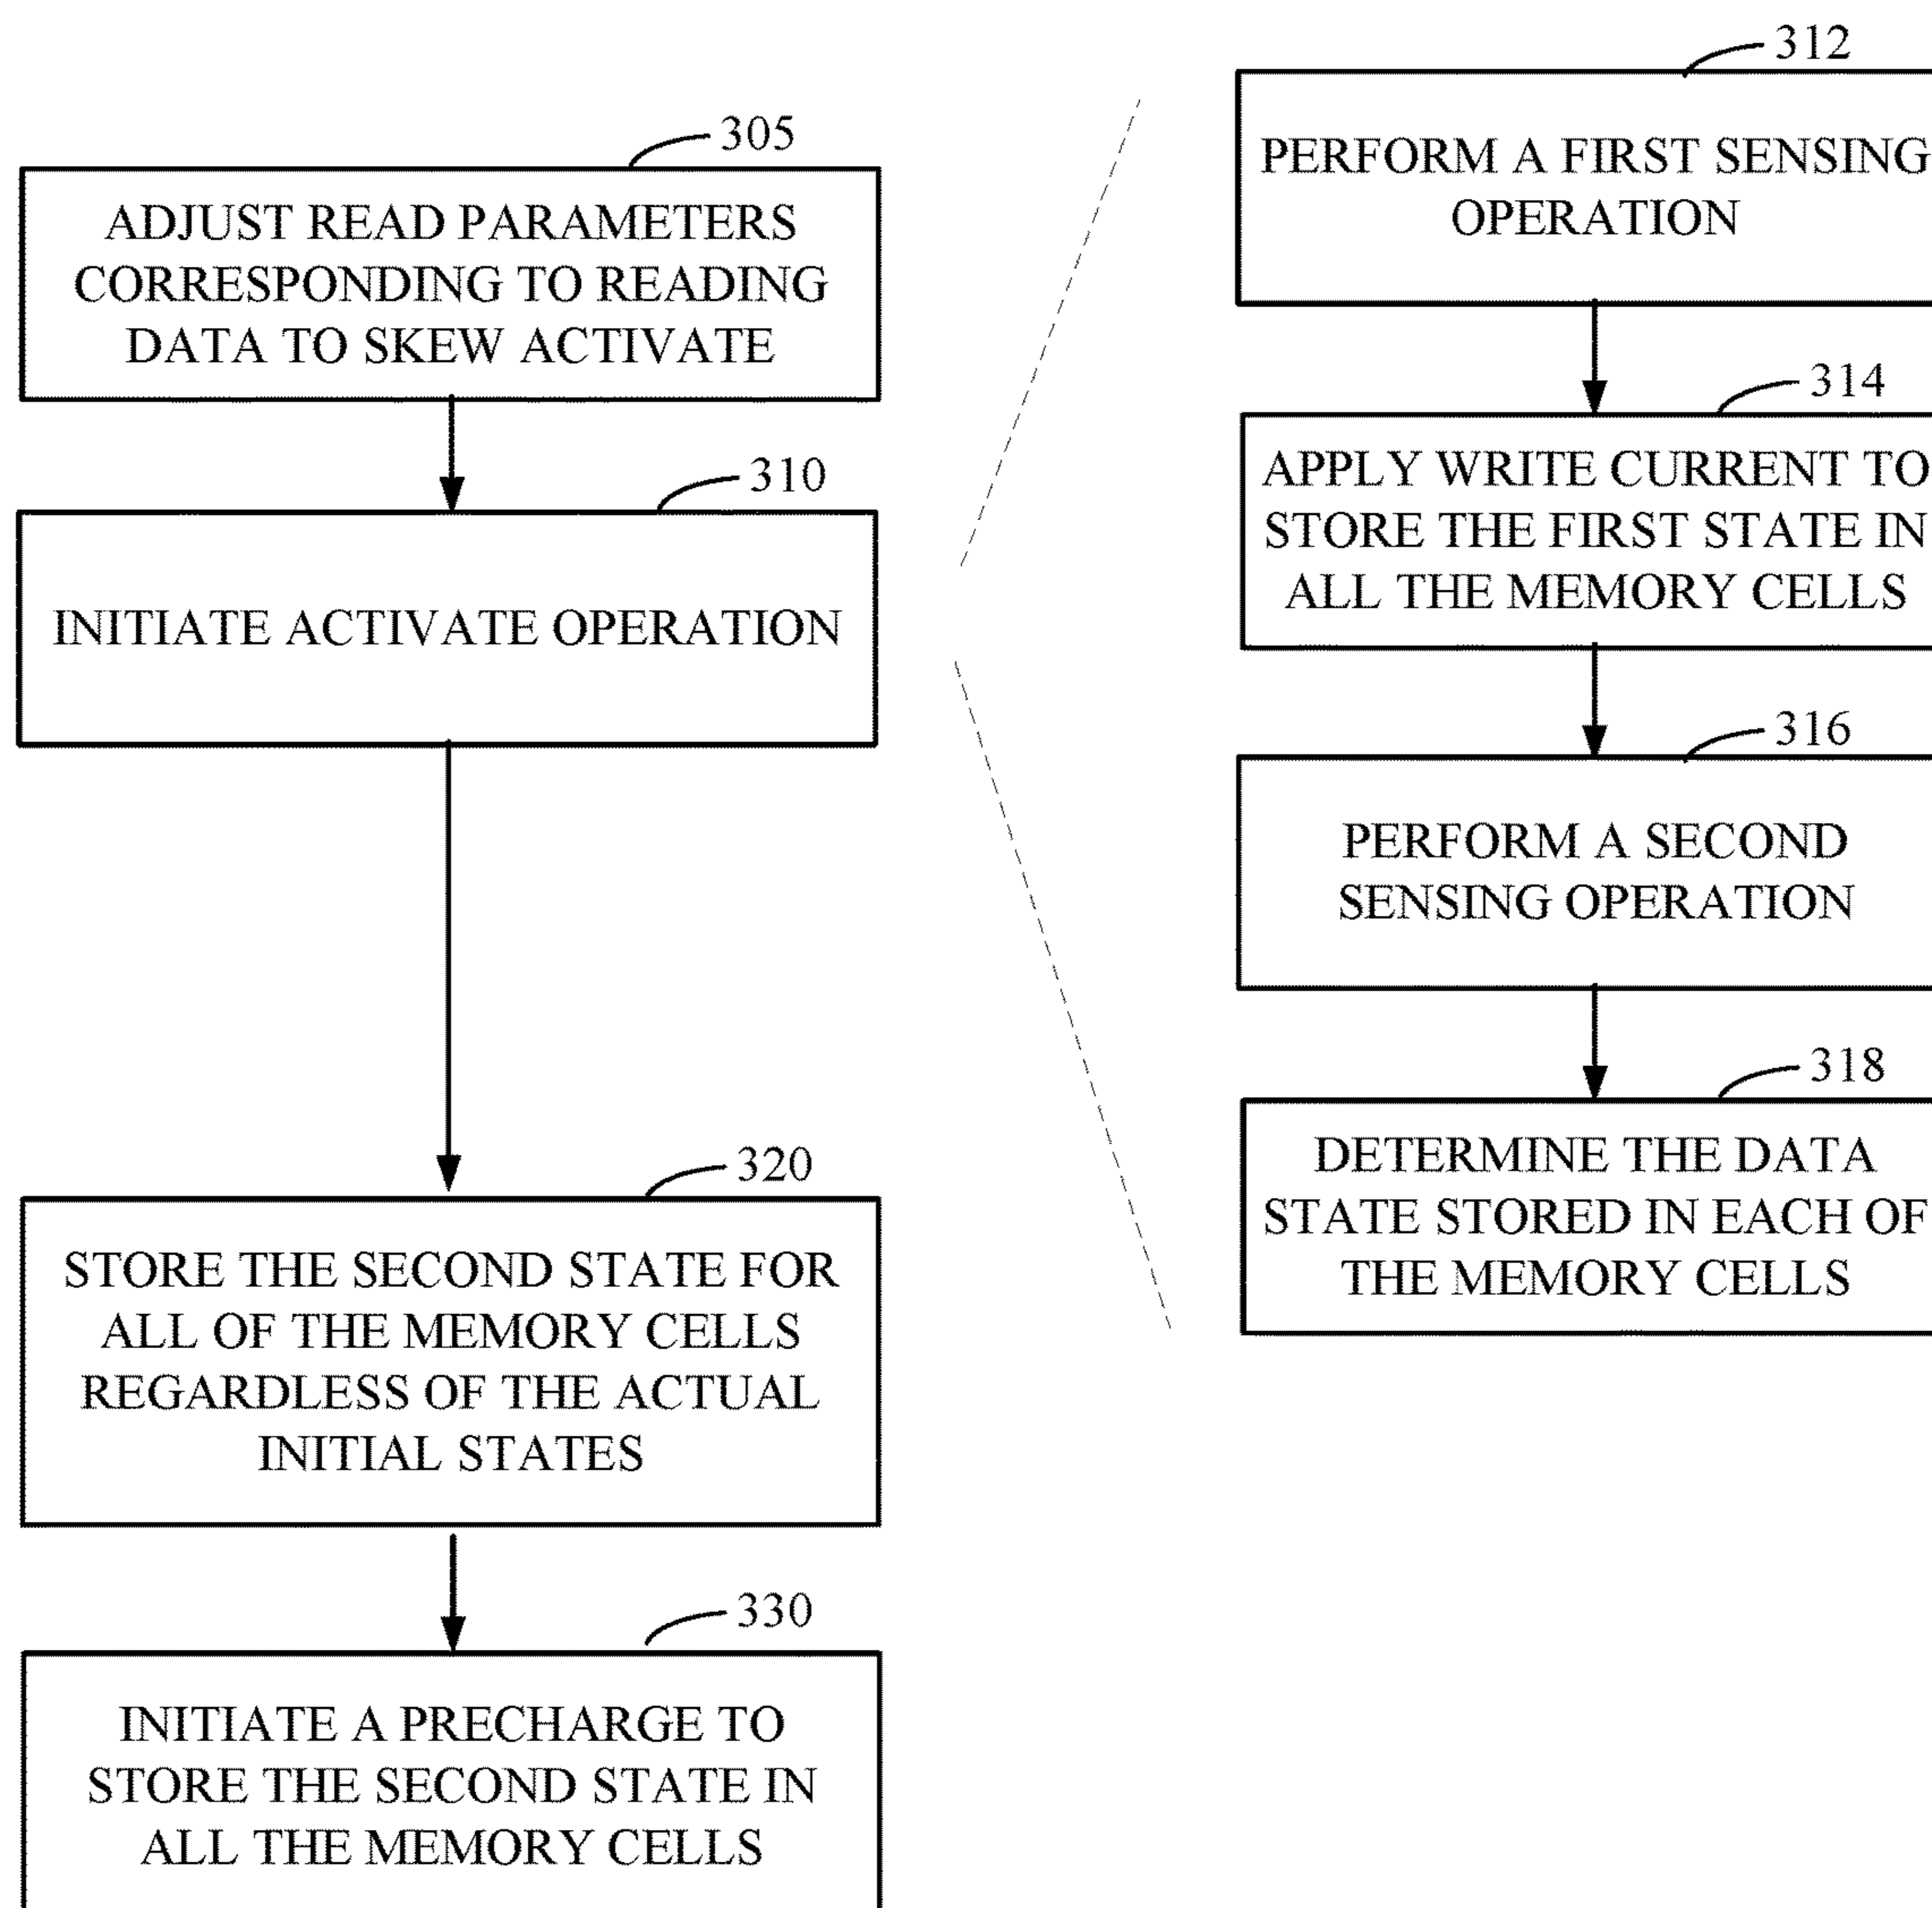 305
ADJUST READ PARAMETERS
CORRESPONDING TO READING
DATA TO SKEW ACTIVATE
310
INITIATE ACTIVATE OPERATION
320
STORE THE SECOND STATE FOR
ALL OF THE MEMORY CELLS
REGARDLESS OF THE ACTUAL
INITIAL STATES
330
INITIATE A PRECHARGE TO
STORE THE SECOND STATE IN
ALL THE MEMORY CELLS
312
PERFORM A FIRST SENSING
OPERATION
314
APPLY WRITE CURRENT TO
STORE THE FIRST STATE IN
ALL THE MEMORY CELLS
316
PERFORM A SECOND
SENSING OPERATION
318
DETERMINE THE DATA
STATE STORED IN EACH OF
THE MEMORY CELLS